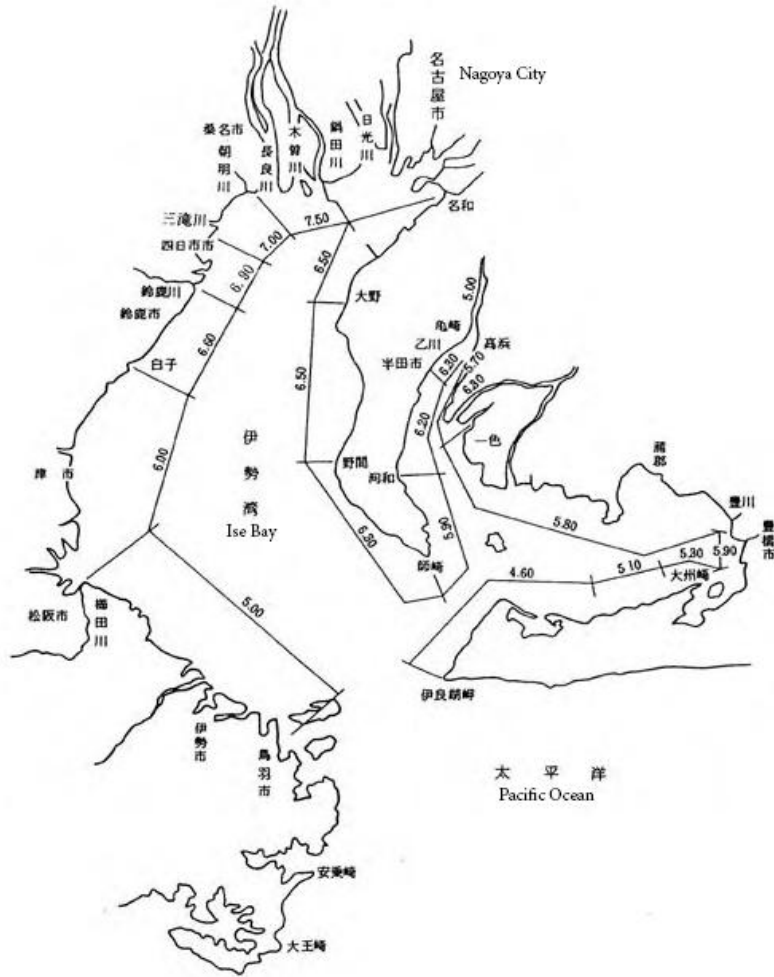 名古屋市
Nagoya City
日光川
鍋田川
木曽川
長良川
桑名市
朝明川
三滝川
四日市市
鈴鹿川
鈴鹿市
白子
津市
松阪市
櫛田川
伊勢市
鳥羽市
安乗崎
大王崎
名和
大野
野間
師崎
亀崎
乙川
半田市
高浜
一色
蒲郡
豊川
豊橋市
大州崎
伊良湖岬
伊勢湾
Ise Bay
太平洋
Pacific Ocean
7.50
7.00
6.90
6.60
6.00
5.00
6.50
6.50
6.30
5.00
6.30
5.70
6.30
6.20
5.60
5.80
5.90
5.30
5.10
4.60